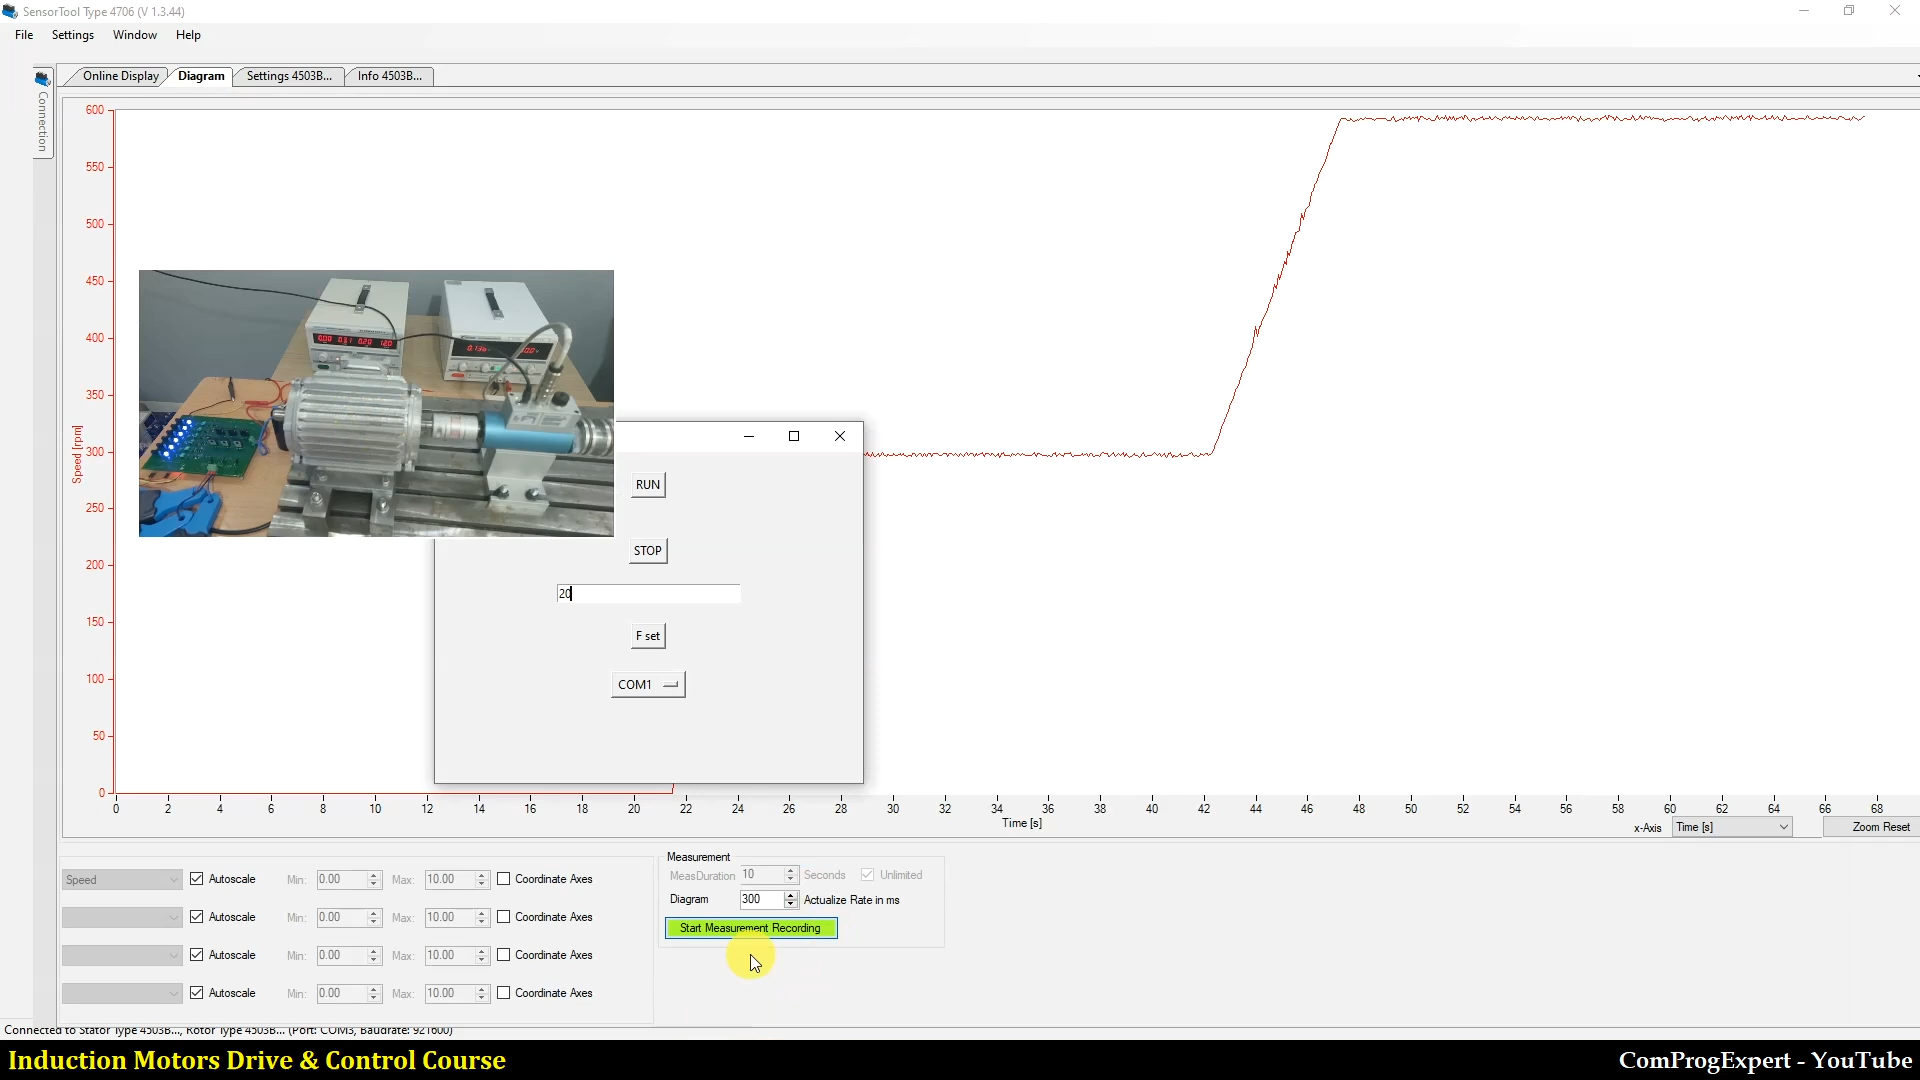 SensorTool Type 4706 (V 1.3.44)
File Settings Window Help
Connection
Online Display Diagram Settings 4503B... Info 4503B...
600
550
500
450
400
350
300
250
200
150
100
50
0
Speed [rpm]
RUN
STOP
20
F set
COM1
0 2 4 6 8 10 12 14 16 18 20 22 24 26 28 30 32 34 36 38 40 42 44 46 48 50 52 54 56 58 60 62 64 66 68
Time [s]
x-Axis Time [s] Zoom Reset
Speed Autoscale Min: 0.00 Max: 10.00 Coordinate Axes
Autoscale Min: 0.00 Max: 10.00 Coordinate Axes
Autoscale Min: 0.00 Max: 10.00 Coordinate Axes
Autoscale Min: 0.00 Max: 10.00 Coordinate Axes
Measurement
MeasDuration 10 Seconds Unlimited
Diagram 300 Actualize Rate in ms
Start Measurement Recording
Connected to Stator Type 4503B..., Rotor Type 4503B... (Port: COM3, Baudrate: 921600)
Induction Motors Drive & Control Course
ComProgExpert - YouTube